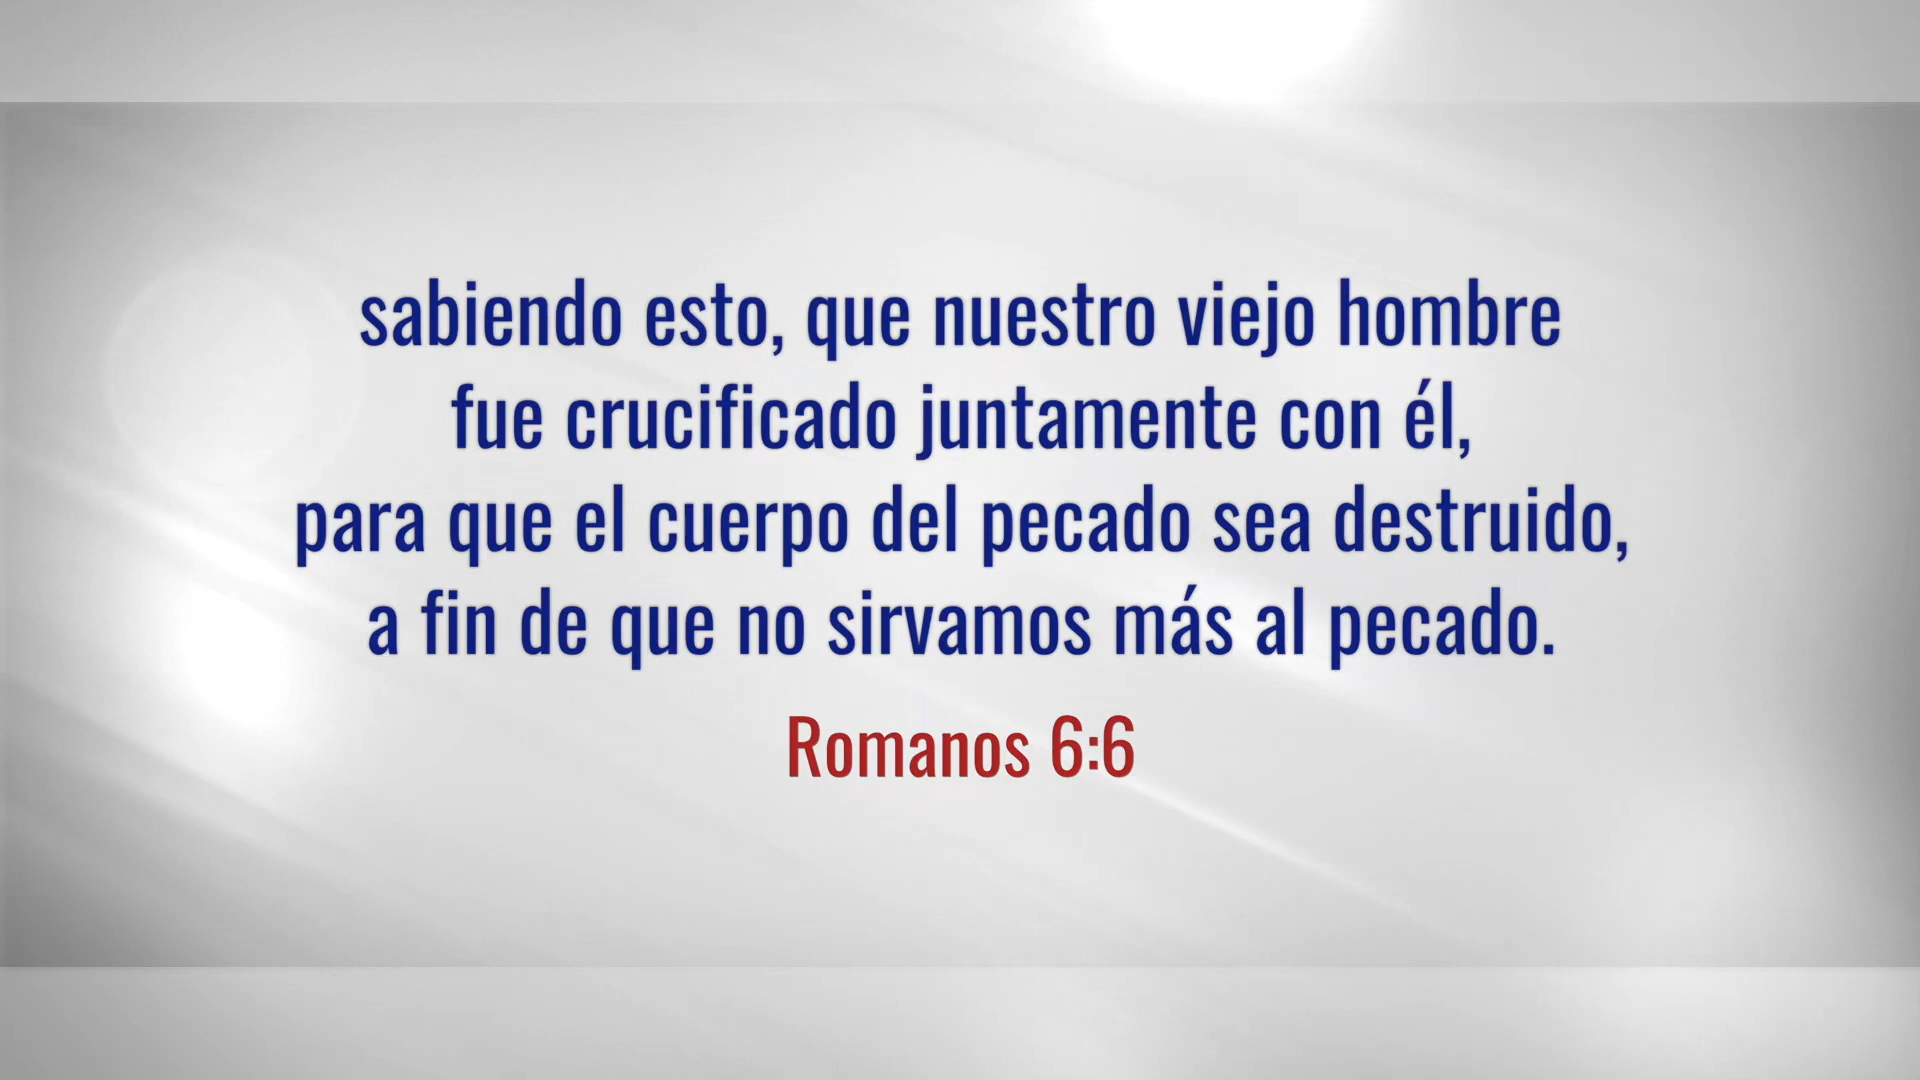 sabiendo esto, que nuestro viejo hombre
fue crucificado juntamente con él,
para que el cuerpo del pecado sea destruido,
a fin de que no sirvamos más al pecado.
Romanos 6:6